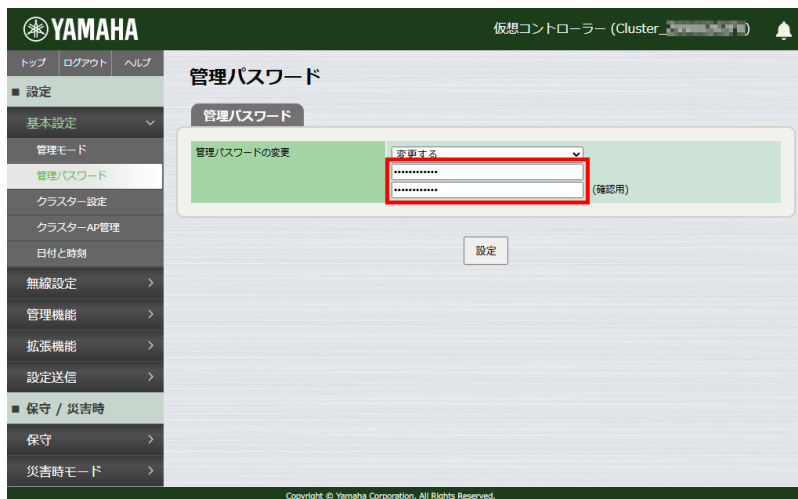 YAMAHA
仮想コントローラー (Cluster_
トップ ログアウト ヘルプ
■ 設定
基本設定
管理モード
管理パスワード
クラスター設定
クラスターAP管理
日付と時刻
無線設定
管理機能
拡張機能
設定送信
■ 保守 / 災害時
保守
災害時モード
管理パスワード
管理パスワード
管理パスワードの変更
変更する
••••••••••••
••••••••••••
(確認用)
設定
Copyright © Yamaha Corporation. All Rights Reserved.